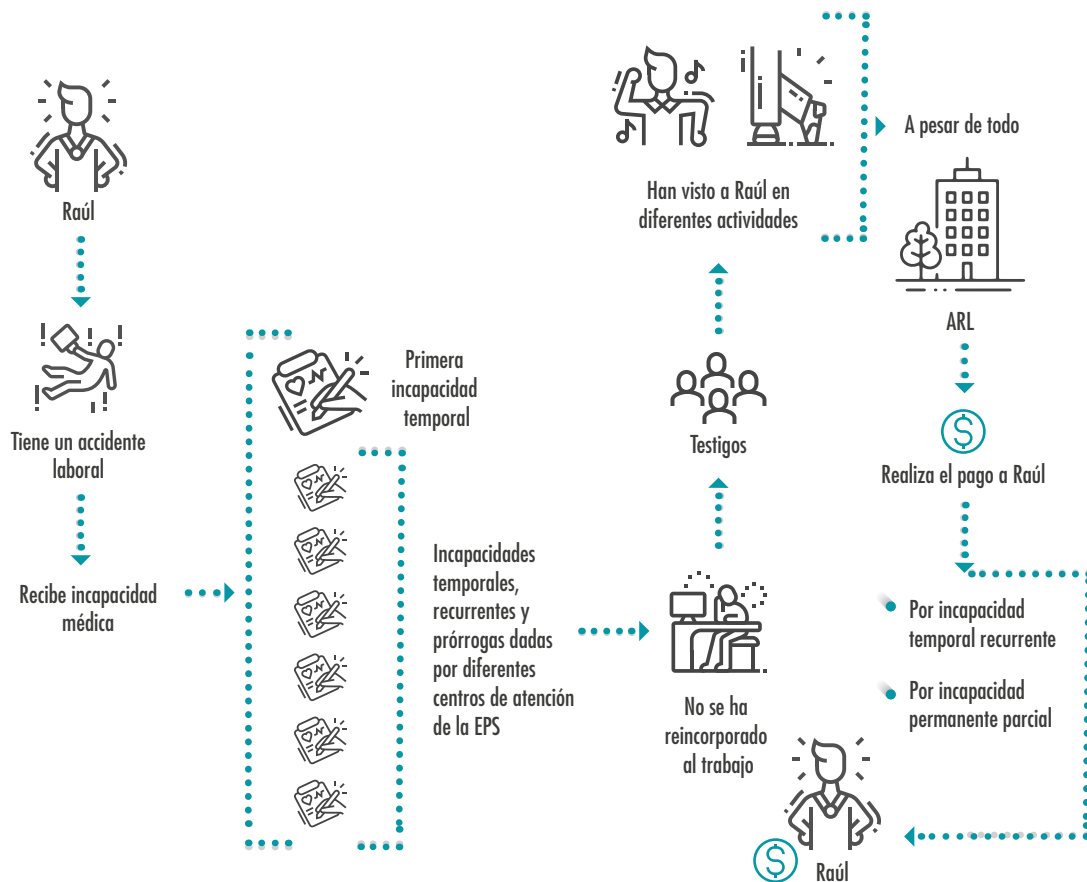 Raúl
Tiene un accidente
laboral
Recibe incapacidad
médica
Primera
incapacidad
temporal
Incapacidades
temporales,
recurrentes y
prórrogas dadas
por diferentes
centros de atención
de la EPS
No se ha
reincorporado
al trabajo
Testigos
Han visto a Raúl en
diferentes actividades
A pesar de todo
ARL
$
Realiza el pago a Raúl
Por incapacidad
temporal recurrente
Por incapacidad
permanente parcial
$
Raúl